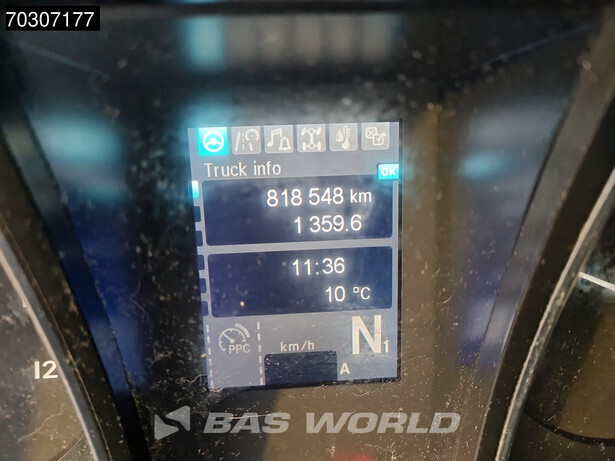 70307177
Truck info
OK
818 548 km
1 359.6
11:36
10 °C
PPC
km/h
N1
A
12
BAS WORLD